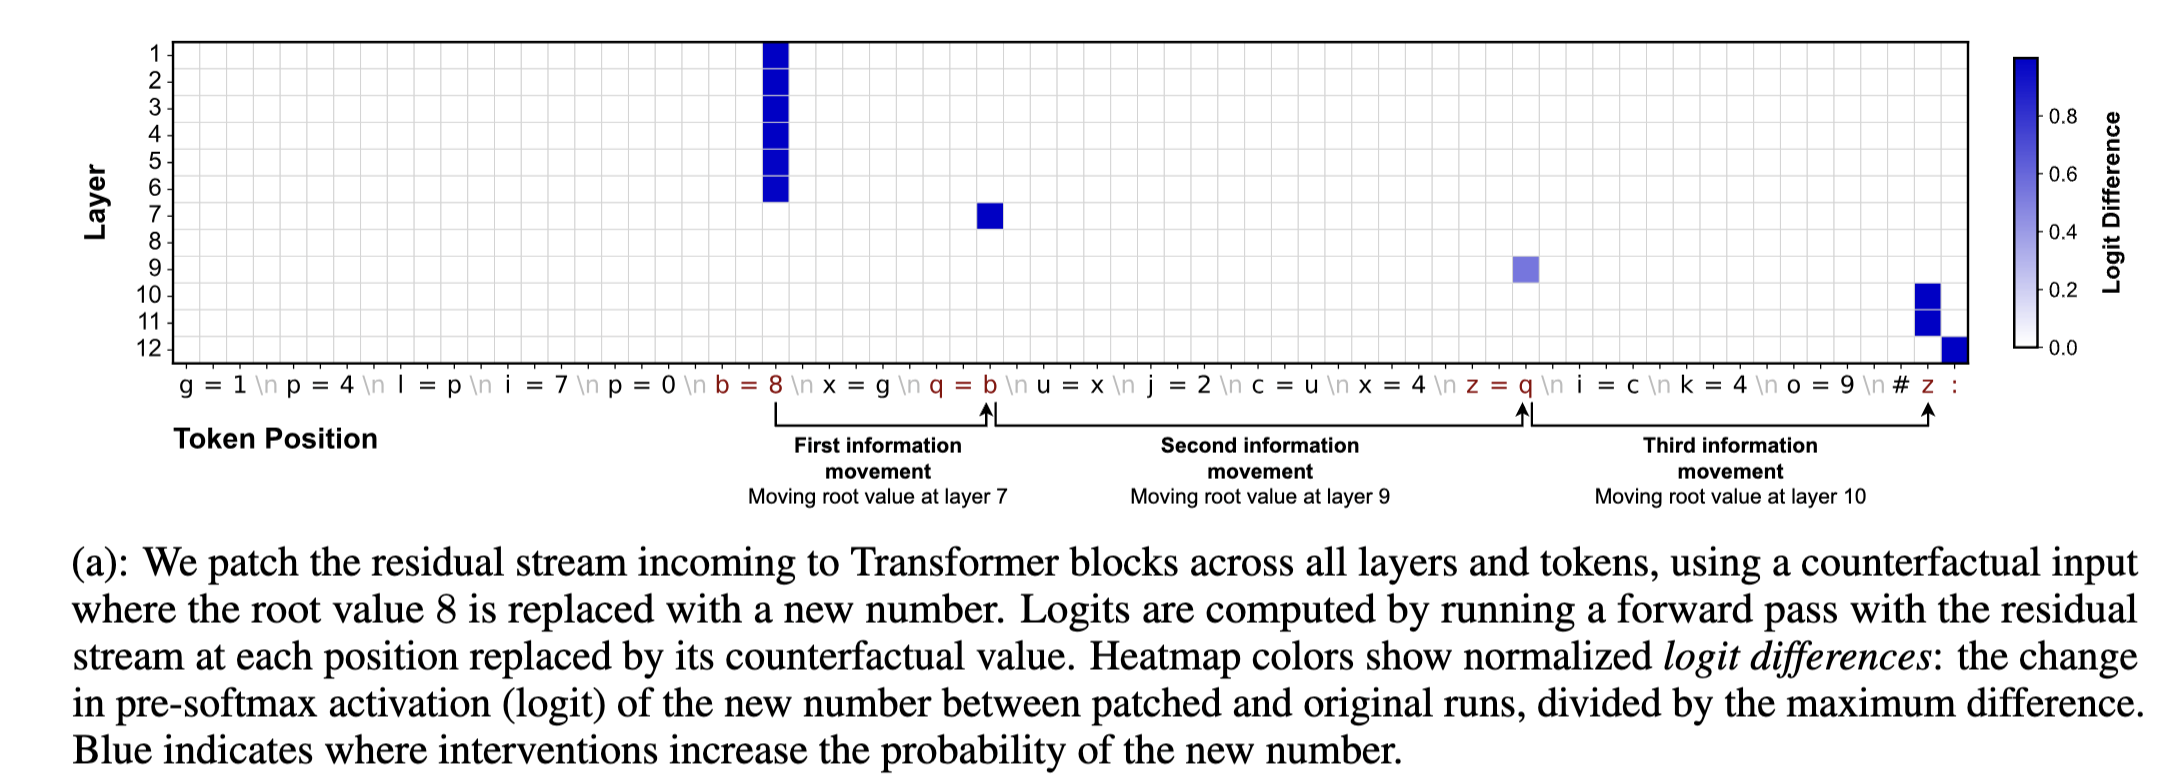 Layer
1
2
3
4
5
6
7
8
9
10
11
12
g = 1 \n p = 4 \n l = p \n i = 7 \n p = 0 \n b = 8 \n x = g \n q = b \n u = x \n j = 2 \n c = u \n x = 4 \n z = q \n i = c \n k = 4 \n o = 9 \n # z :
Token Position
First information
movement
Moving root value at layer 7
Second information
movement
Moving root value at layer 9
Third information
movement
Moving root value at layer 10
0.8
0.6
0.4
0.2
0.0
Logit Difference
(a): We patch the residual stream incoming to Transformer blocks across all layers and tokens, using a counterfactual input
where the root value 8 is replaced with a new number. Logits are computed by running a forward pass with the residual
stream at each position replaced by its counterfactual value. Heatmap colors show normalized logit differences: the change
in pre-softmax activation (logit) of the new number between patched and original runs, divided by the maximum difference.
Blue indicates where interventions increase the probability of the new number.